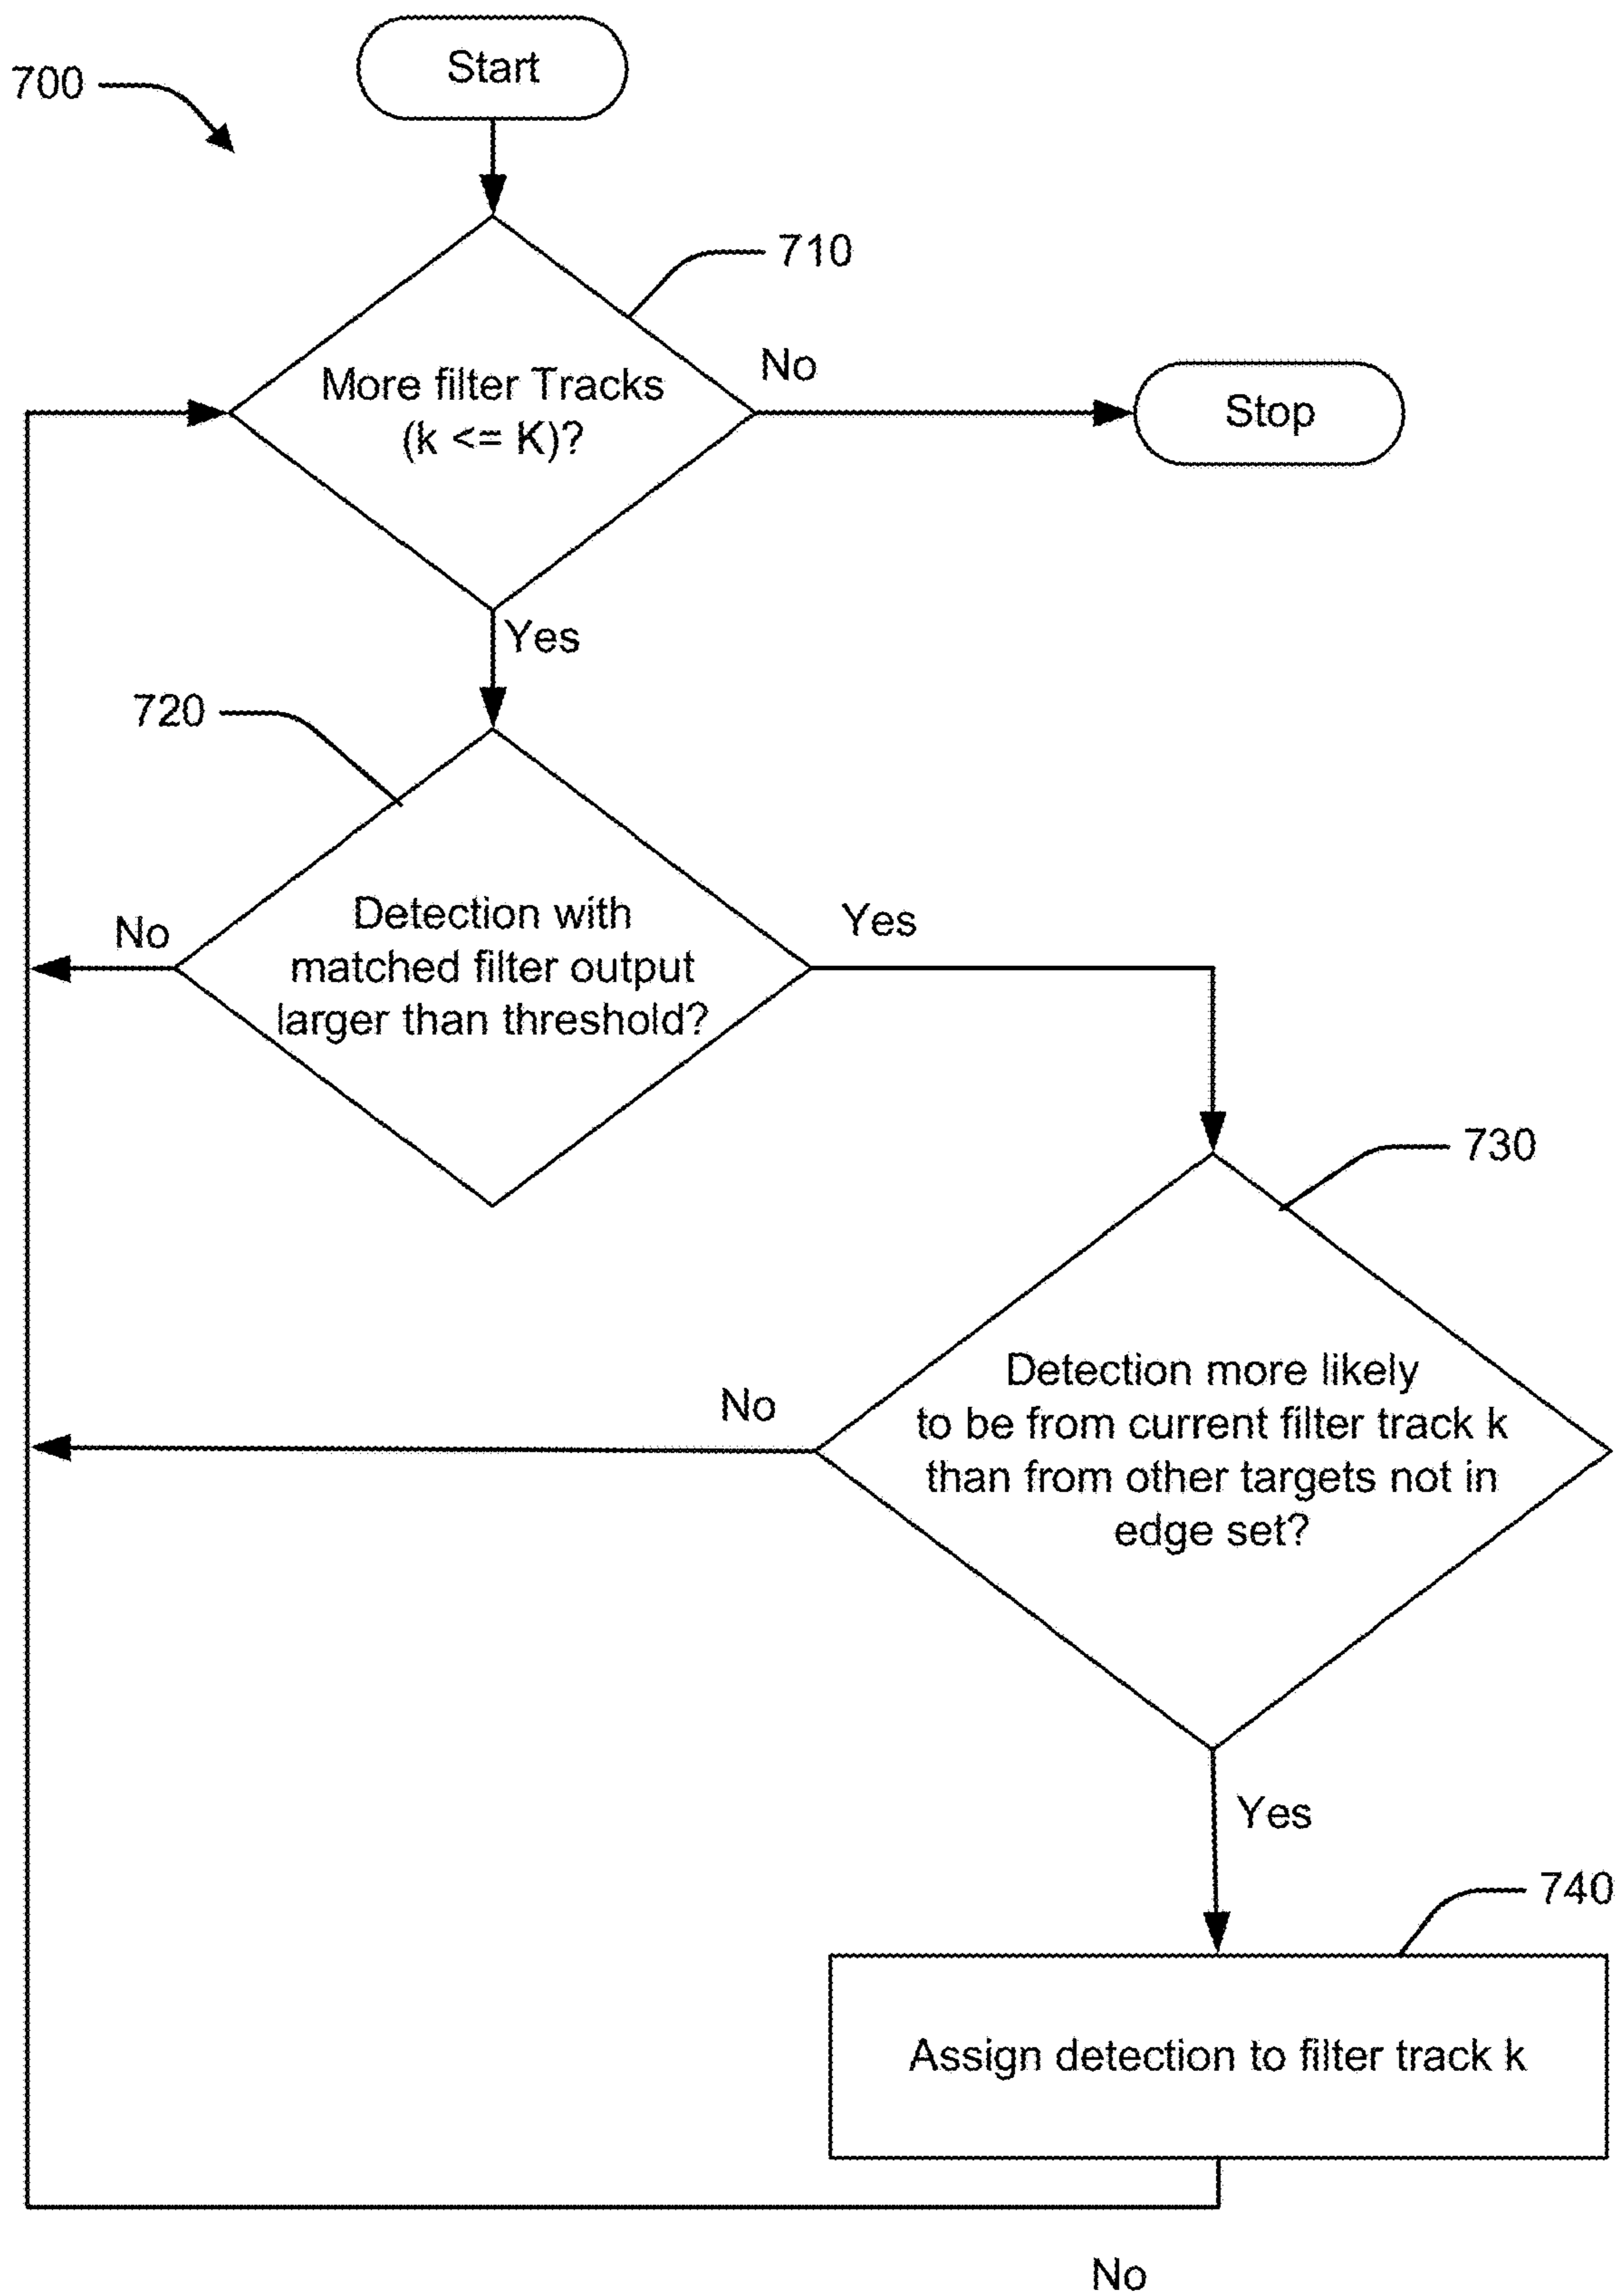 Start
700
710
More filter Tracks
(k <= K)?
No
Stop
Yes
720
Detection with
matched filter output
larger than threshold?
No
Yes
730
Detection more likely
to be from current filter track k
than from other targets not in
edge set?
No
Yes
740
Assign detection to filter track k
No